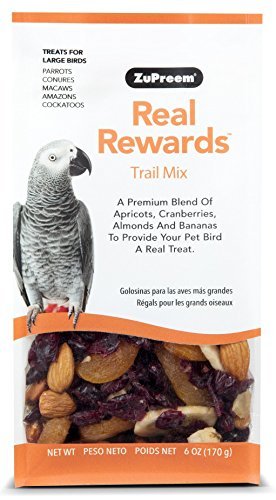 TREATS FOR
LARGE BIRDS
PARROTS
CONURES
MACAWS
AMAZONS
COCKATOOS
ZuPreem®
Real
Rewards™
Trail Mix
A Premium Blend Of
Apricots, Cranberries,
Almonds And Bananas
To Provide Your Pet Bird
A Real Treat.
Golosinas para las aves más grandes
Régals pour les grands oiseaux
NET WT PESO NETO POIDS NET 6 OZ (170 g)